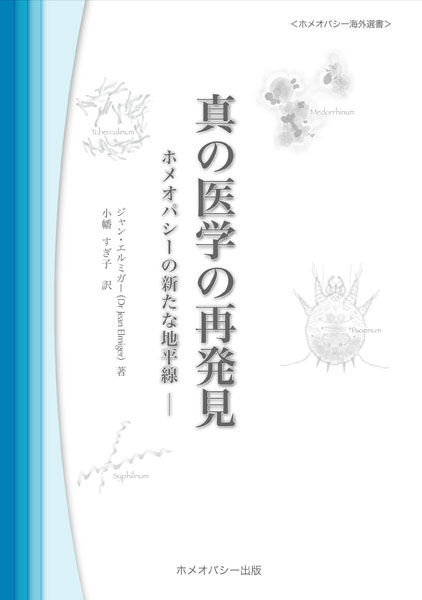 <ホメオパシー海外選書>
Tuberculinum
Medorrhinum
真の医学の再発見
ホメオパシーの新たな地平線―
ジャン・エルミガー(Dr Jean Elmiger) 著
小幡 すぎ子 訳
*Psorinum
Syphilinum
ホメオパシー出版